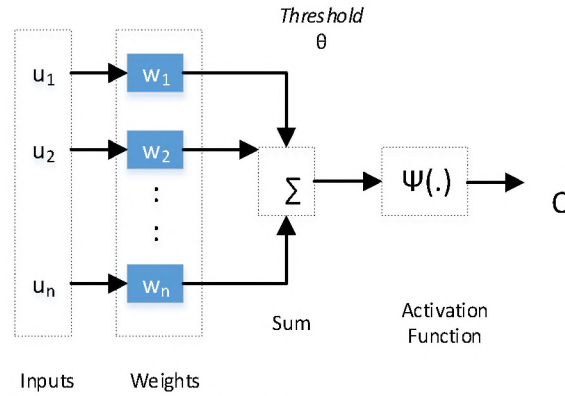 Threshold
θ
u1 w1
u2 w2
:
Σ
Ψ(.)
:
un wn
Sum
Activation
Function
Inputs
Weights